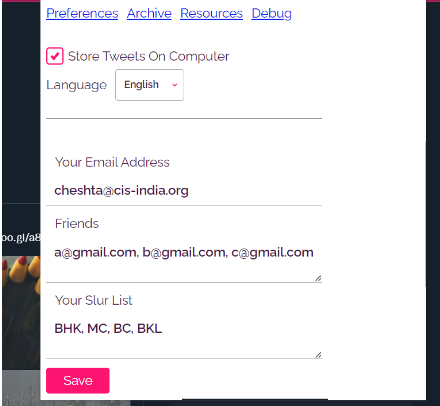 Preferences Archive Resources Debug
Store Tweets On Computer
Language English
Your Email Address
cheshta@cis-india.org
oo.gl/a8
Friends
a@gmail.com, b@gmail.com, c@gmail.com
Your Slur List
BHK, MC, BC, BKL
Save